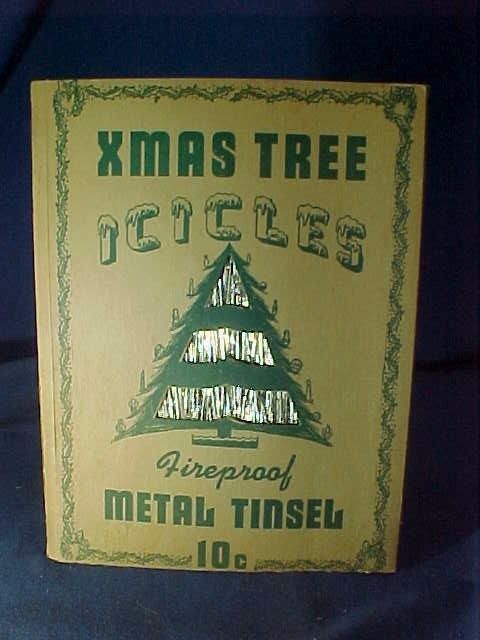 XMAS TREE
ICICLES
Fireproof
METAL TINSEL
10c